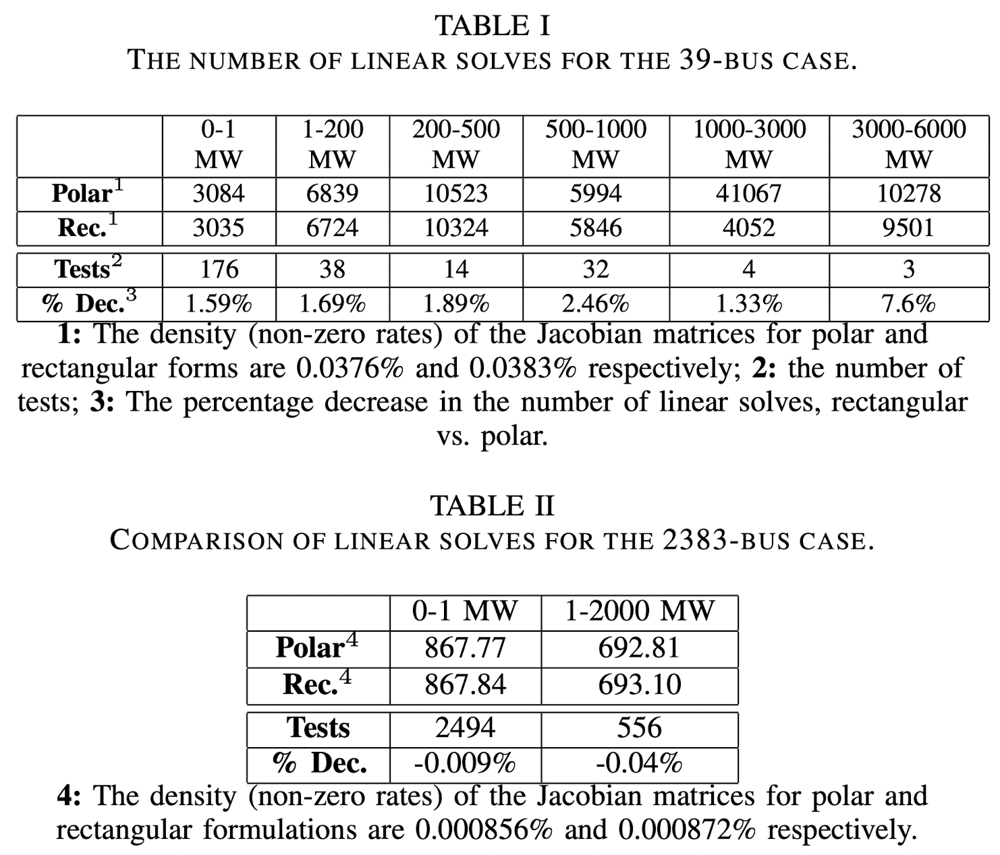 TABLE I
THE NUMBER OF LINEAR SOLVES FOR THE 39-BUS CASE.
0-1 MW 1-200 MW 200-500 MW 500-1000 MW 1000-3000 MW 3000-6000 MW
Polar1 3084 6839 10523 5994 41067 10278
Rec.1 3035 6724 10324 5846 4052 9501
Tests2 176 38 14 32 4 3
% Dec.3 1.59% 1.69% 1.89% 2.46% 1.33% 7.6%
1: The density (non-zero rates) of the Jacobian matrices for polar and
rectangular forms are 0.0376% and 0.0383% respectively; 2: the number of
tests; 3: The percentage decrease in the number of linear solves, rectangular
vs. polar.
TABLE II
COMPARISON OF LINEAR SOLVES FOR THE 2383-BUS CASE.
0-1 MW 1-2000 MW
Polar4 867.77 692.81
Rec.4 867.84 693.10
Tests 2494 556
% Dec. -0.009% -0.04%
4: The density (non-zero rates) of the Jacobian matrices for polar and
rectangular formulations are 0.000856% and 0.000872% respectively.